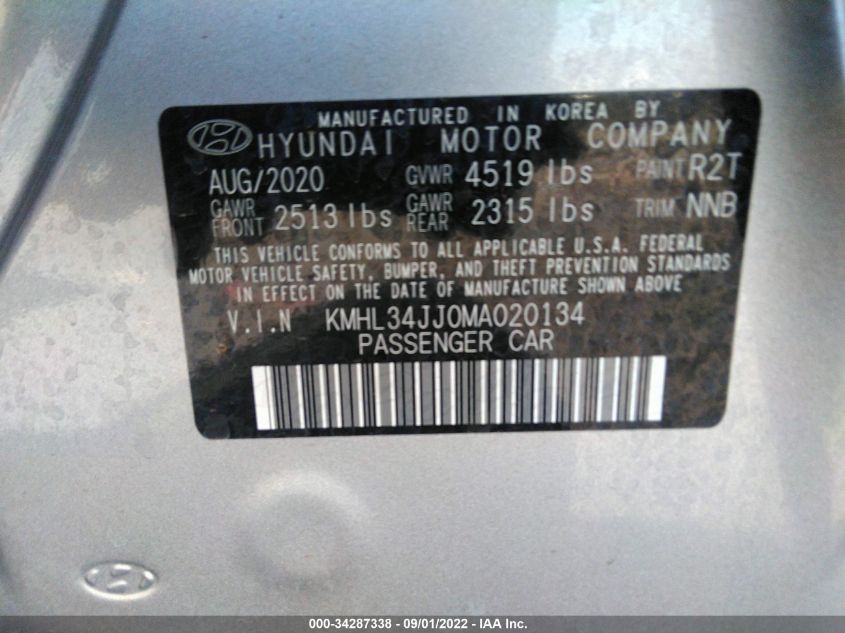 MANUFACTURED IN KOREA BY
HYUNDAI MOTOR COMPANY
AUG/2020 GVWR 4519 lbs PAINT R2T
GAWR FRONT 2513 lbs GAWR REAR 2315 lbs TRIM NNB
THIS VEHICLE CONFORMS TO ALL APPLICABLE U.S.A. FEDERAL
MOTOR VEHICLE SAFETY, BUMPER, AND THEFT PREVENTION STANDARDS
IN EFFECT ON THE DATE OF MANUFACTURE SHOWN ABOVE
V.I.N KMHL34JJ0MA020134
PASSENGER CAR
000-34287338 - 09/01/2022 - IAA Inc.